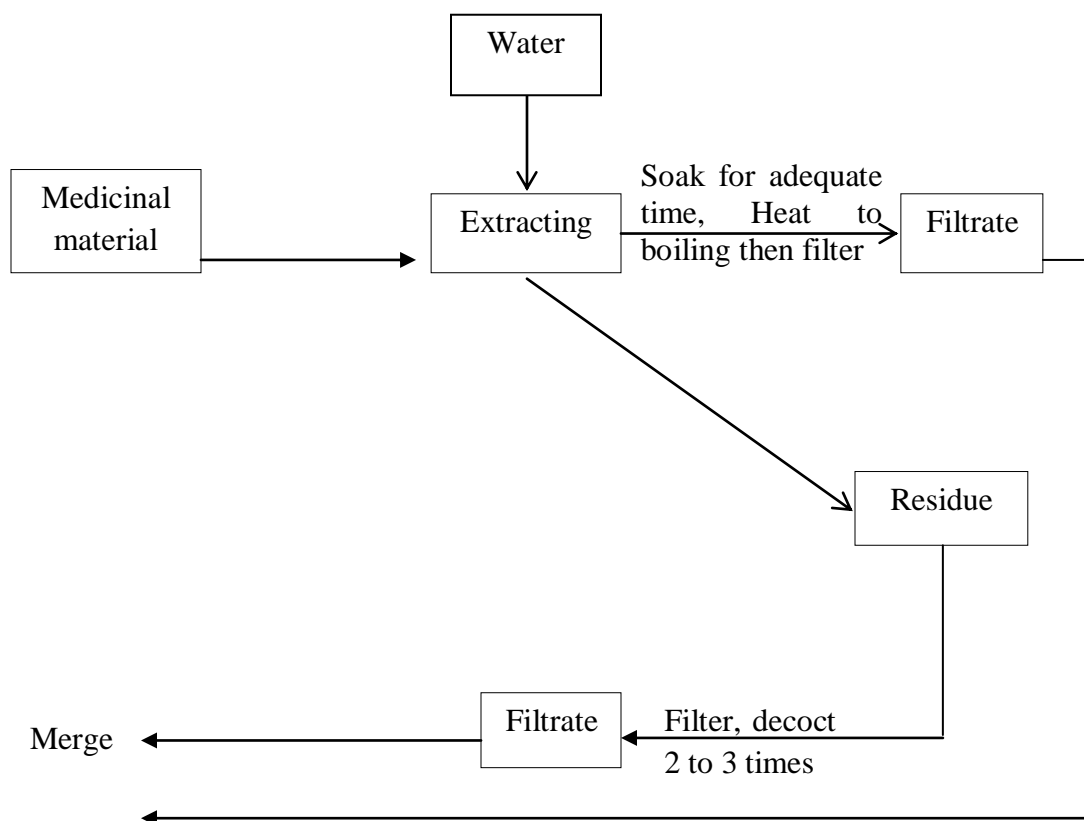 Water
Medicinal
material
Extracting
Soak for adequate
time, Heat to
boiling then filter
Filtrate
Residue
Filter, decoct
2 to 3 times
Filtrate
Merge